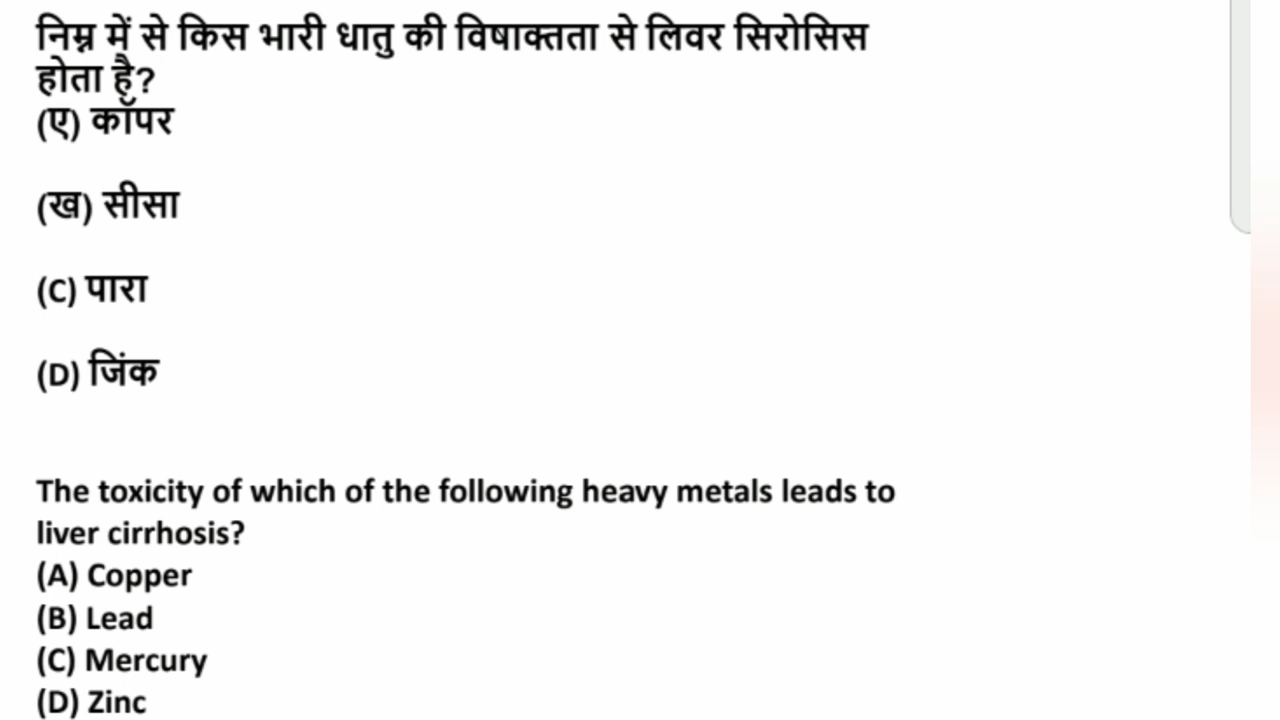 निम्न में से किस भारी धातु की विषाक्तता से लिवर सिरोसिस
होता है?
(ए) कॉपर
(ख) सीसा
(C) पारा
(D) जिंक
The toxicity of which of the following heavy metals leads to
liver cirrhosis?
(A) Copper
(B) Lead
(C) Mercury
(D) Zinc